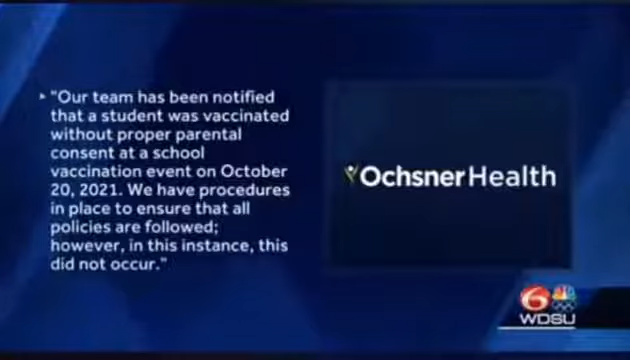 "Our team has been notified
that a student was vaccinated
without proper parental
consent at a school
vaccination event on October
20, 2021. We have procedures
in place to ensure that all
policies are followed;
however, in this instance, this
did not occur."
Ochsner Health
6
WDSU